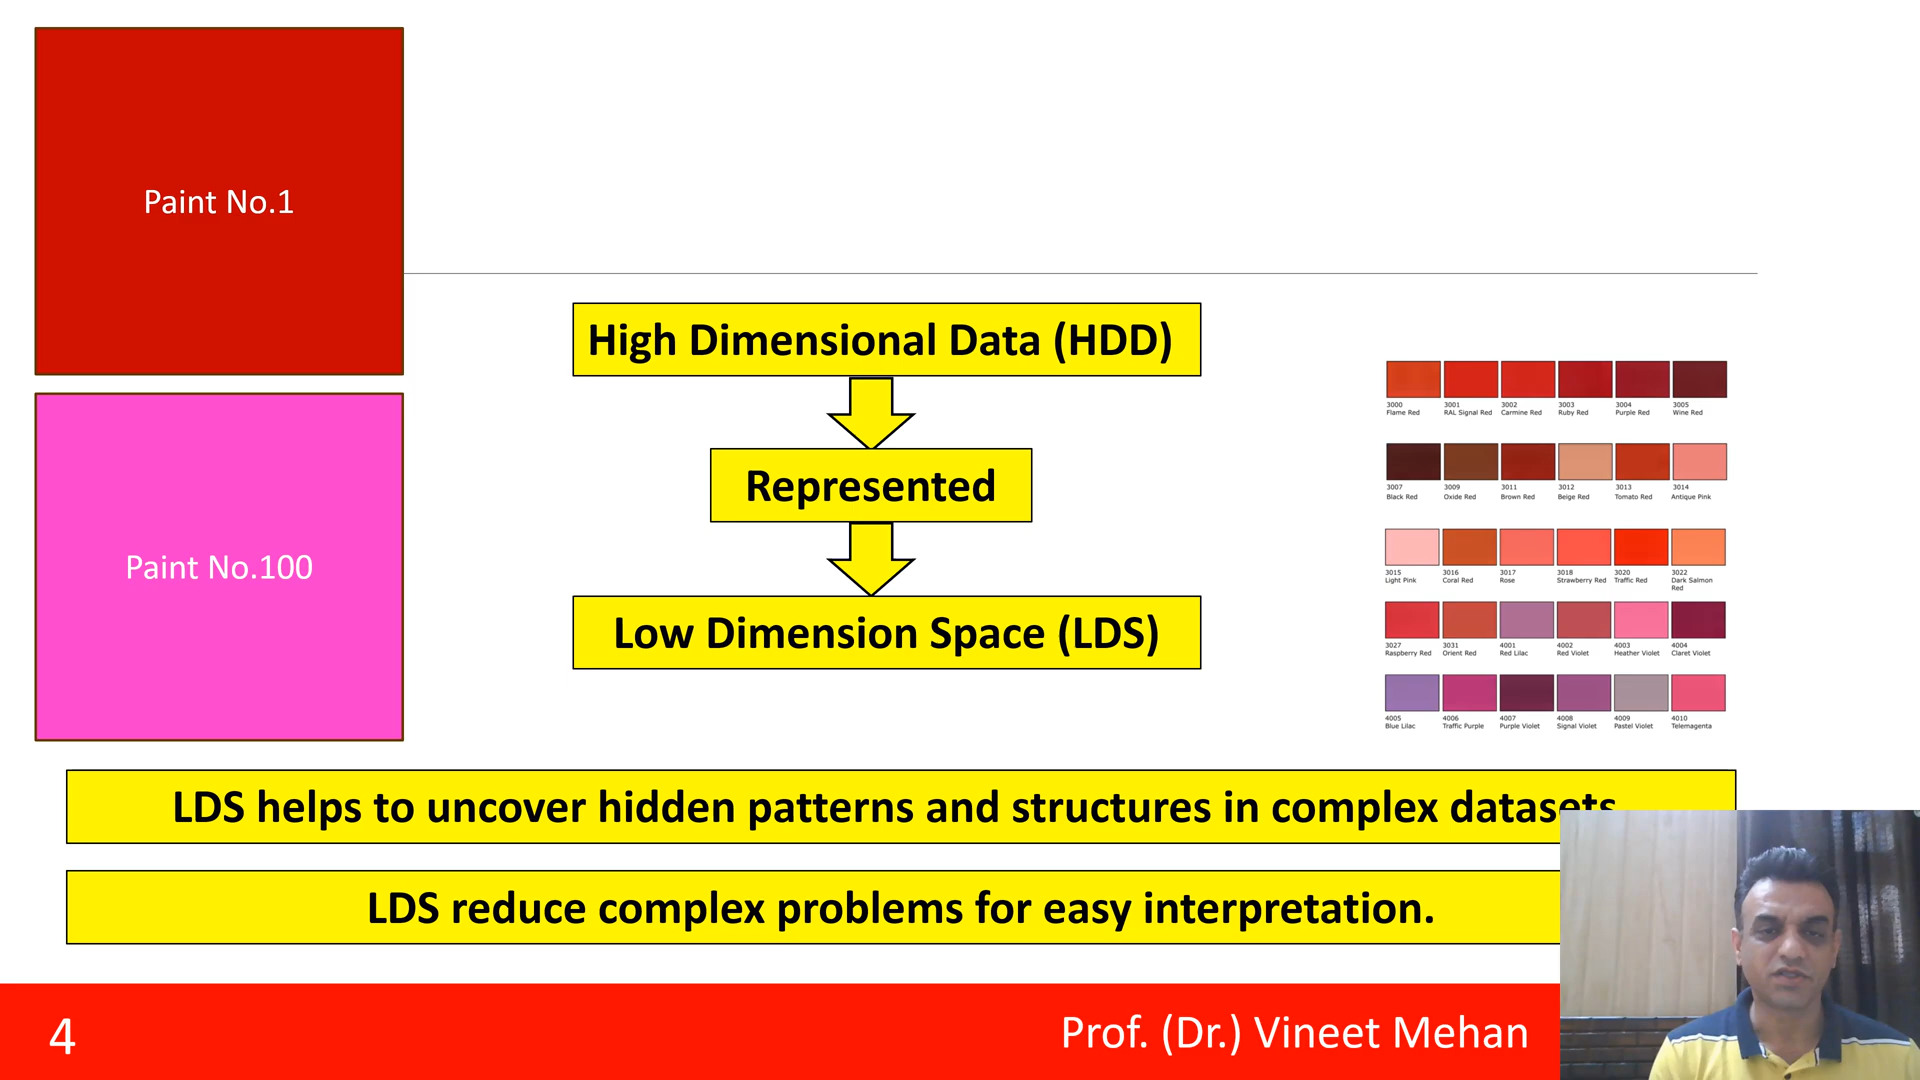 Paint No.1
Paint No.100
High Dimensional Data (HDD)
Represented
Low Dimension Space (LDS)
3000 3001 3002 3003 3004 3005
Flame Red RAL Signal Red Carmine Red Ruby Red Purple Red Wine Red
3007 3009 3011 3012 3013 3014
Black Red Oxide Red Brown Red Beige Red Tomato Red Antique Pink
3015 3016 3017 3018 3020 3022
Light Pink Coral Red Rose Strawberry Red Traffic Red Dark Salmon
Red
3027 3031 4001 4002 4003 4004
Raspberry Red Orient Red Red Lilac Red Violet Heather Violet Claret Violet
4005 4006 4007 4008 4009 4010
Blue Lilac Traffic Purple Purple Violet Signal Violet Pastel Violet Telemagenta
LDS helps to uncover hidden patterns and structures in complex datasets
LDS reduce complex problems for easy interpretation.
4
Prof. (Dr.) Vineet Mehan